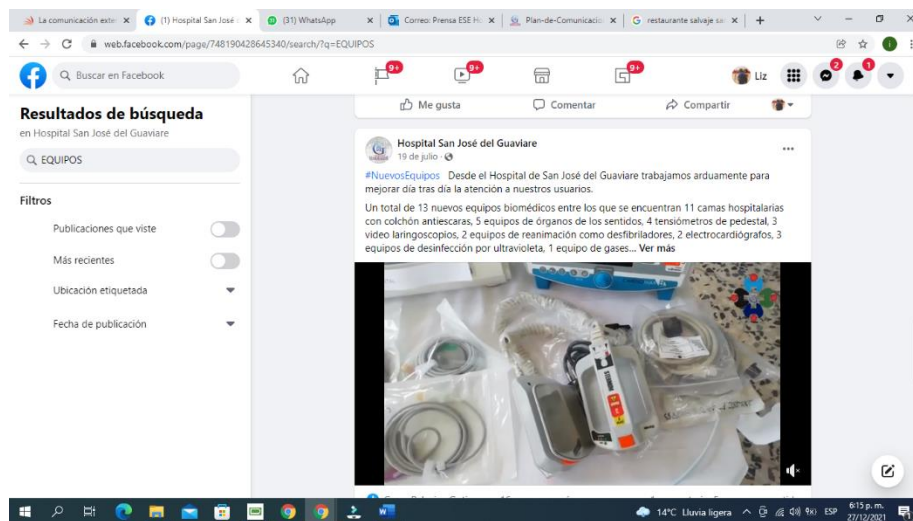 La comunicación exte
(1) Hospital San José
(31) WhatsApp
Correo: Prensa ESE H
Plan-de-Comunicacio
restaurante salvaje sa
web.facebook.com/page/748190428645340/search/?q=EQUIPOS
Buscar en Facebook
9+
9+
9+
Liz
2
1
Resultados de búsqueda
en Hospital San José del Guaviare
EQUIPOS
Filtros
Publicaciones que viste
Más recientes
Ubicación etiquetada
Fecha de publicación
Me gusta Comentar Compartir
Hospital San José del Guaviare
19 de julio ·
#NuevosEquipos Desde el Hospital de San José del Guaviare trabajamos arduamente para
mejorar día tras día la atención a nuestros usuarios.
Un total de 13 nuevos equipos biomédicos entre los que se encuentran 11 camas hospitalarias
con colchón antiescaras, 5 equipos de órganos de los sentidos, 4 tensiómetros de pedestal, 3
video laringoscopios, 2 equipos de reanimación como desfibriladores, 2 electrocardiógrafos, 3
equipos de desinfección por ultravioleta, 1 equipo de gases... Ver más
14°C Lluvia ligera
ESP
6:15 p. m.
27/12/2021